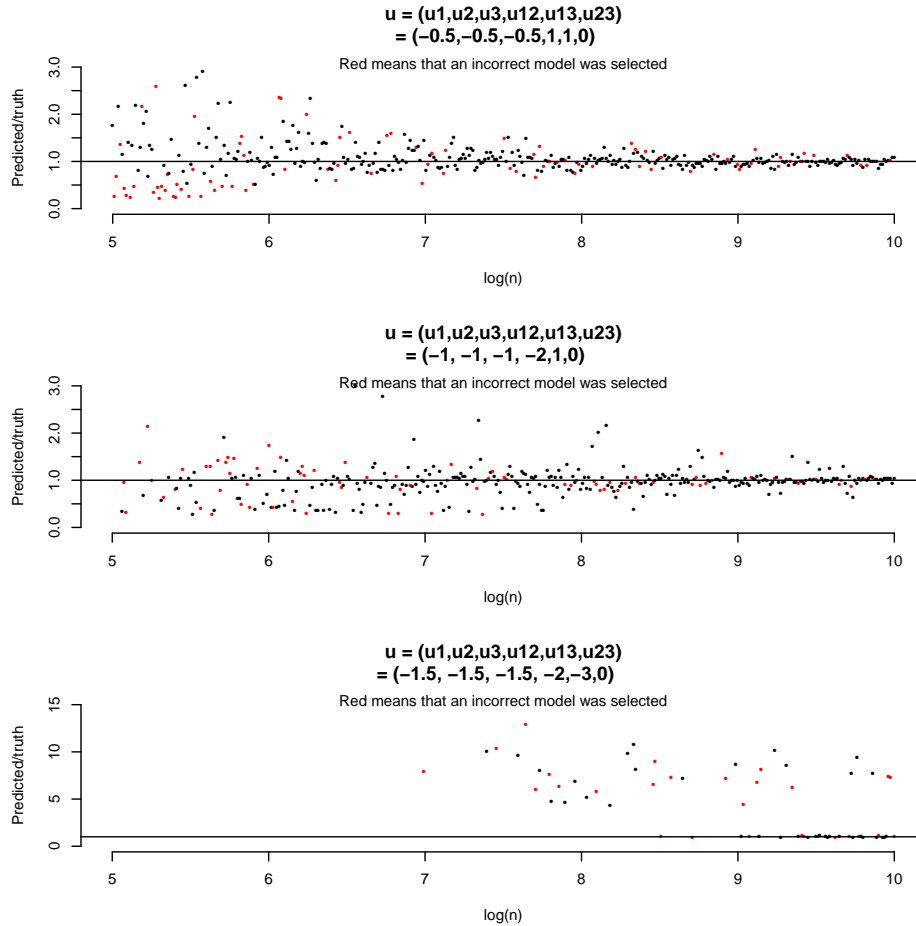 u = (u1,u2,u3,u12,u13,u23)
= (−0.5,−0.5,−0.5,1,1,0)
Red means that an incorrect model was selected
Predicted/truth
3.0
2.0
1.0
0.0
5 6 7 8 9 10
log(n)
u = (u1,u2,u3,u12,u13,u23)
= (−1, −1, −1, −2,1,0)
Red means that an incorrect model was selected
Predicted/truth
3.0
2.0
1.0
0.0
5 6 7 8 9 10
log(n)
u = (u1,u2,u3,u12,u13,u23)
= (−1.5, −1.5, −1.5, −2,−3,0)
Red means that an incorrect model was selected
Predicted/truth
15
10
5
0
5 6 7 8 9 10
log(n)